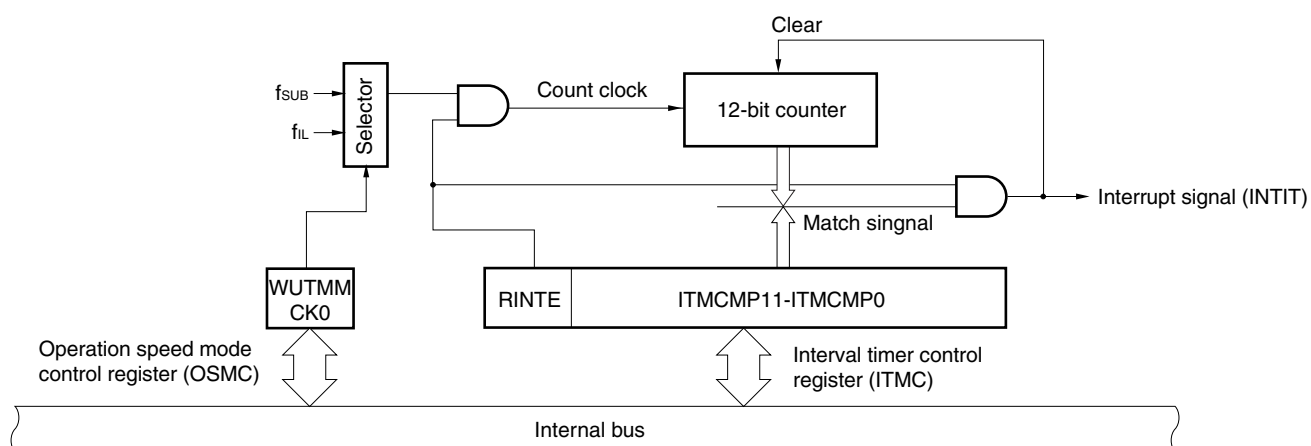 Clear
fSUB
fIL
Selector
Count clock
12-bit counter
Interrupt signal (INTIT)
Match singnal
WUTMM
CK0
RINTE
ITMCMP11-ITMCMP0
Operation speed mode
control register (OSMC)
Interval timer control
register (ITMC)
Internal bus